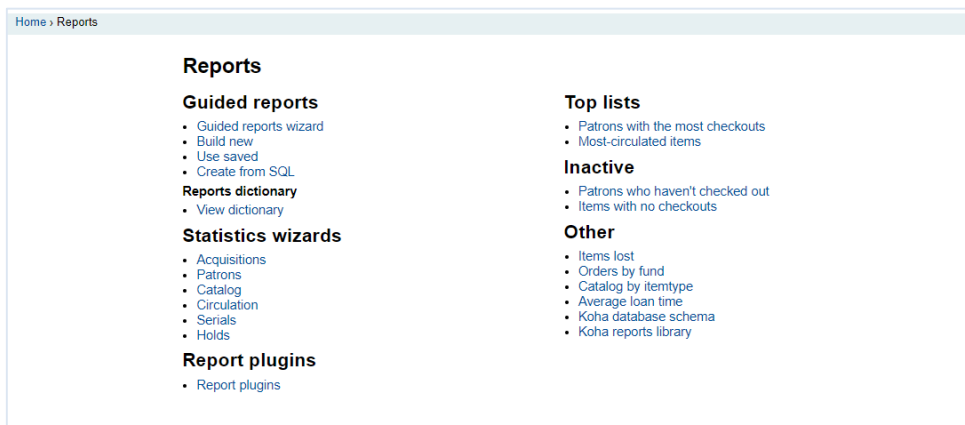 Home › Reports
Reports
Guided reports
Guided reports wizard
Build new
Use saved
Create from SQL
Reports dictionary
View dictionary
Statistics wizards
Acquisitions
Patrons
Catalog
Circulation
Serials
Holds
Report plugins
Report plugins
Top lists
Patrons with the most checkouts
Most-circulated items
Inactive
Patrons who haven't checked out
Items with no checkouts
Other
Items lost
Orders by fund
Catalog by itemtype
Average loan time
Koha database schema
Koha reports library